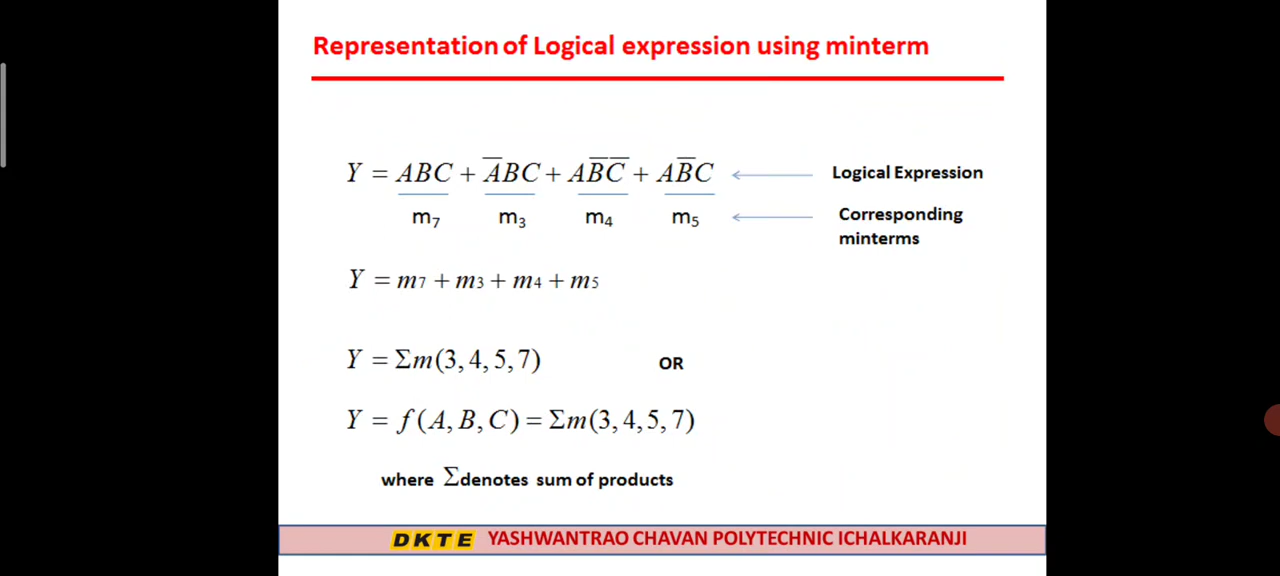 Representation of Logical expression using minterm
Y = ABC + A̅BC + AB̅C̅ + AB̅C Logical Expression
m₇ m₃ m₄ m₅ Corresponding minterms
Y = m₇ + m₃ + m₄ + m₅
Y = Σm(3, 4, 5, 7) OR
Y = f(A, B, C) = Σm(3, 4, 5, 7)
where Σdenotes sum of products
DKTE YASHWANTRAO CHAVAN POLYTECHNIC ICHALKARANJI